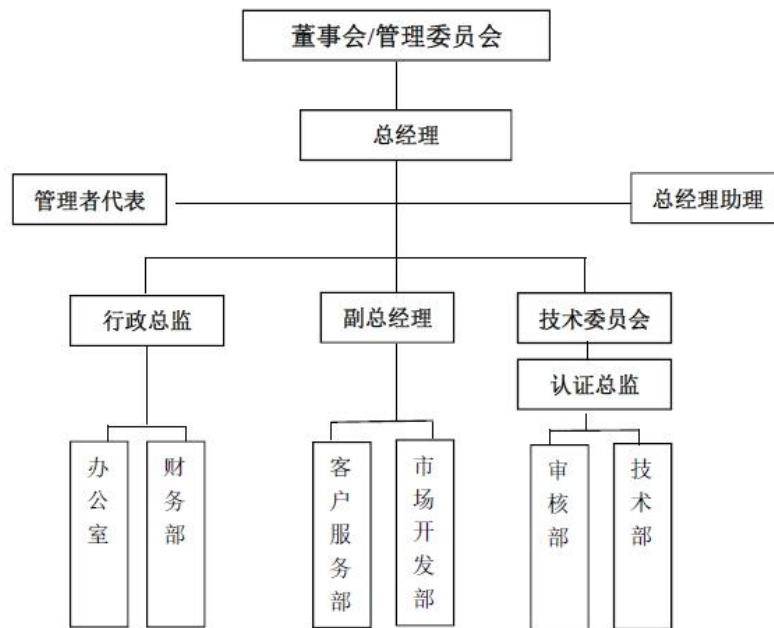 董事会/管理委员会
总经理
管理者代表
总经理助理
行政总监
副总经理
技术委员会
认证总监
办公室
财务部
客户服务部
市场开发部
审核部
技术部